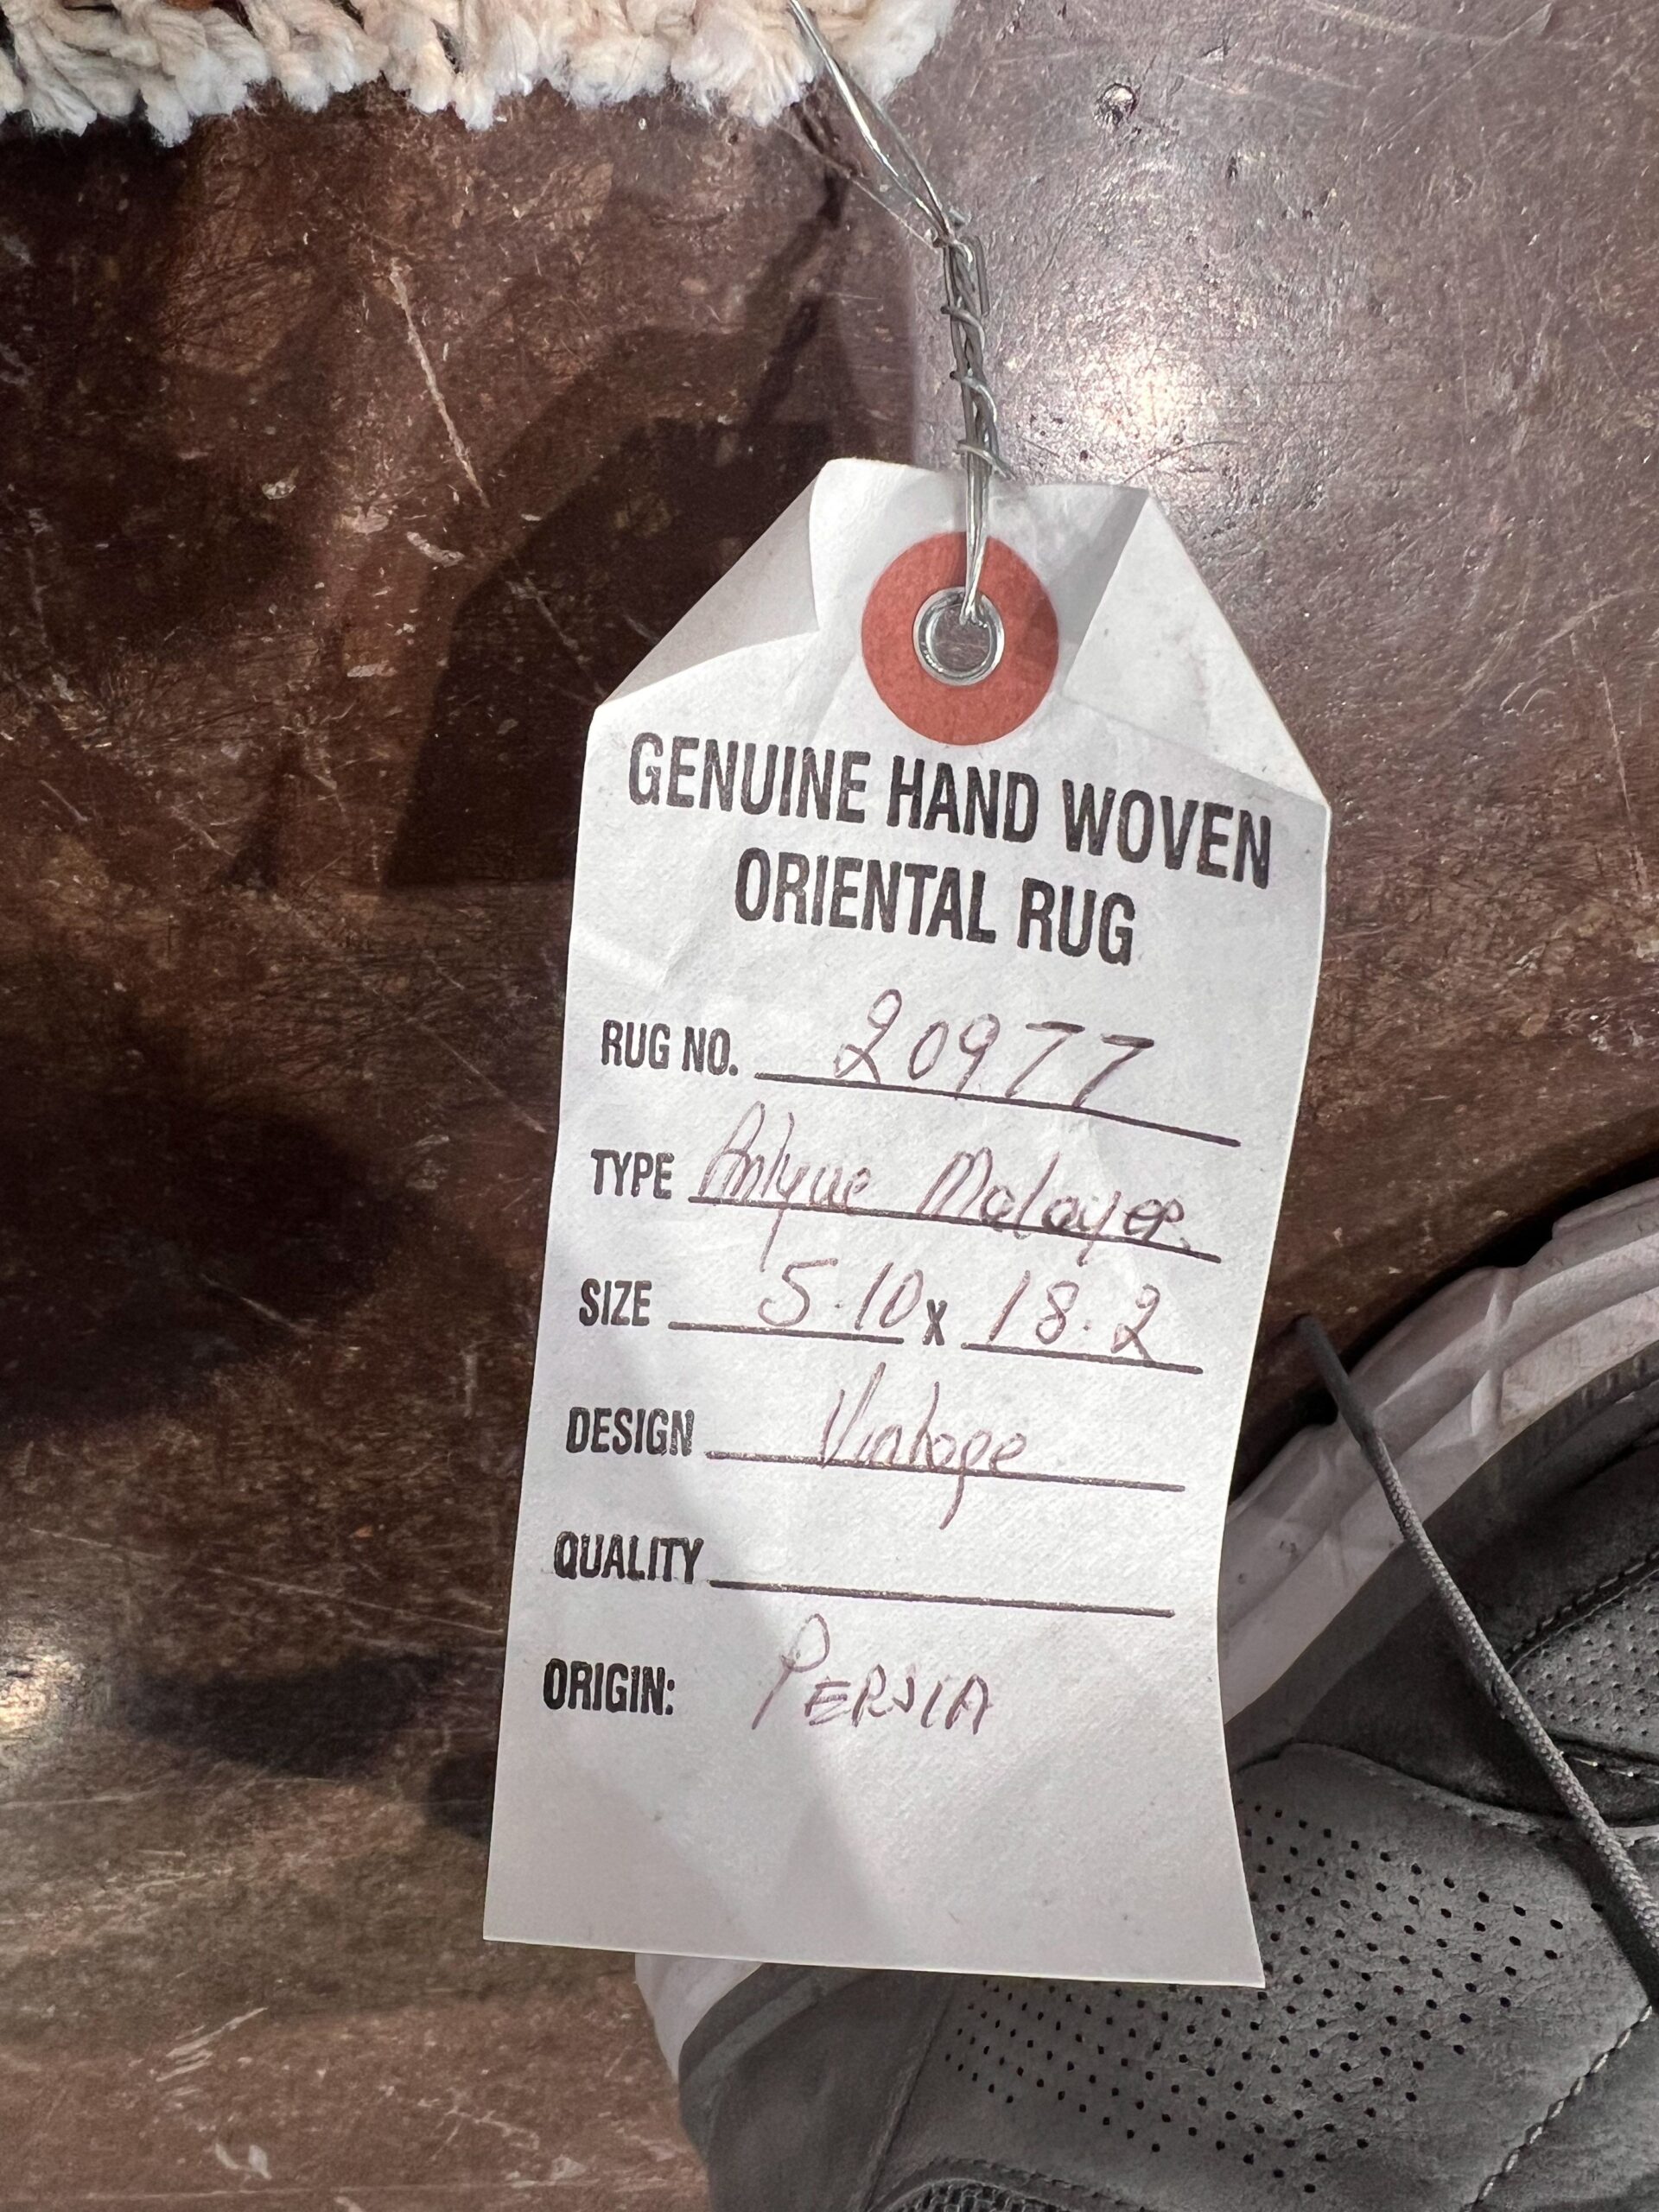 GENUINE HAND WOVEN
ORIENTAL RUG
RUG NO. 20977
TYPE Antque Malayer
SIZE 5.10 x 18.2
DESIGN Vintage
QUALITY
ORIGIN: PERSIA